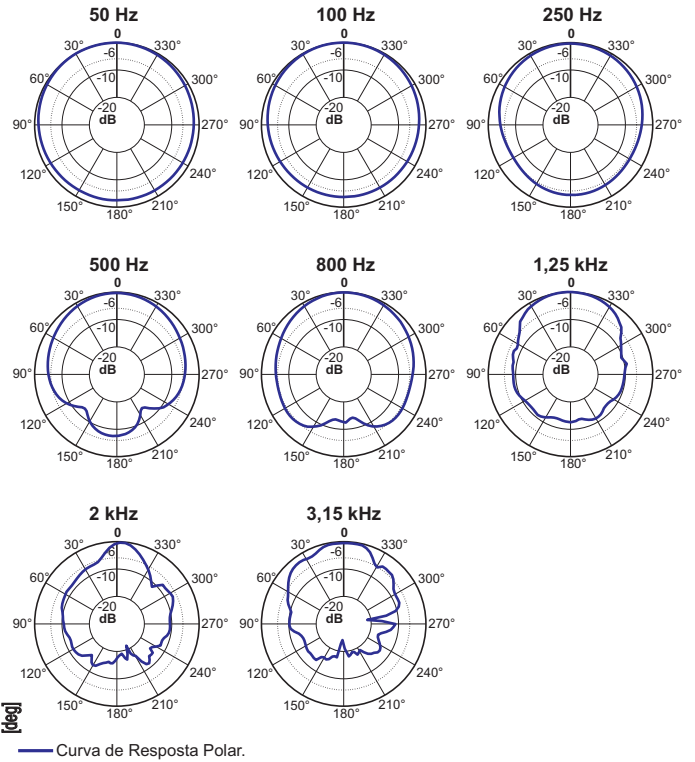 50 Hz 100 Hz 250 Hz
0 0 0
30° 330° 30° 330° 30° 330°
-6 -6 -6
60° -10 300° 60° -10 300° 60° -10 300°
-20 -20 -20
90° dB 270° 90° dB 270° 90° dB 270°
120° 240° 120° 240° 120° 240°
150° 210° 150° 210° 150° 210°
180° 180° 180°
500 Hz 800 Hz 1,25 kHz
0 0 0
30° 330° 30° 330° 30° 330°
-6 -6 -6
60° -10 300° 60° -10 300° 60° -10 300°
-20 -20 -20
90° dB 270° 90° dB 270° 90° dB 270°
120° 240° 120° 240° 120° 240°
150° 210° 150° 210° 150° 210°
180° 180° 180°
2 kHz 3,15 kHz
0 0
30° 330° 30° 330°
-6 -6
60° -10 300° 60° -10 300°
-20 -20
90° dB 270° 90° dB 270°
120° 240° 120° 240°
150° 210° 150° 210°
180° 180°
[deg]
Curva de Resposta Polar.